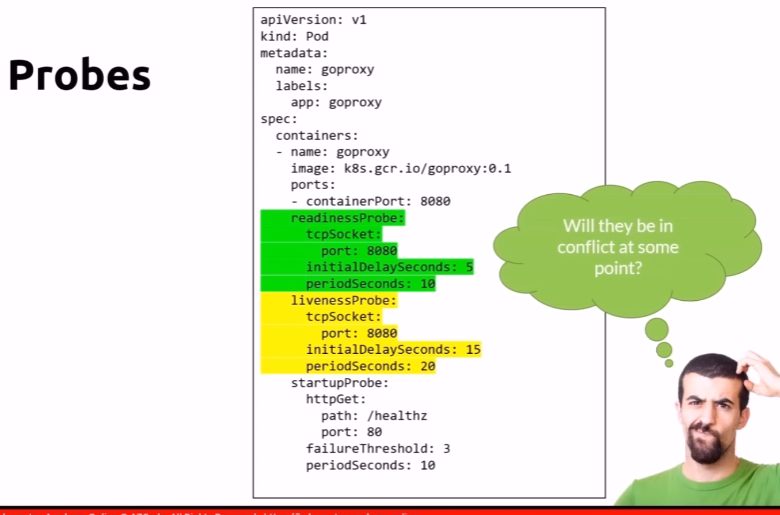 Probes
apiVersion: v1
kind: Pod
metadata:
  name: goproxy
  labels:
    app: goproxy
spec:
  containers:
  - name: goproxy
    image: k8s.gcr.io/goproxy:0.1
    ports:
    - containerPort: 8080
    readinessProbe:
      tcpSocket:
        port: 8080
      initialDelaySeconds: 5
      periodSeconds: 10
    livenessProbe:
      tcpSocket:
        port: 8080
      initialDelaySeconds: 15
      periodSeconds: 20
    startupProbe:
      httpGet:
        path: /healthz
        port: 80
      failureThreshold: 3
      periodSeconds: 10
Will they be in
conflict at some
point?